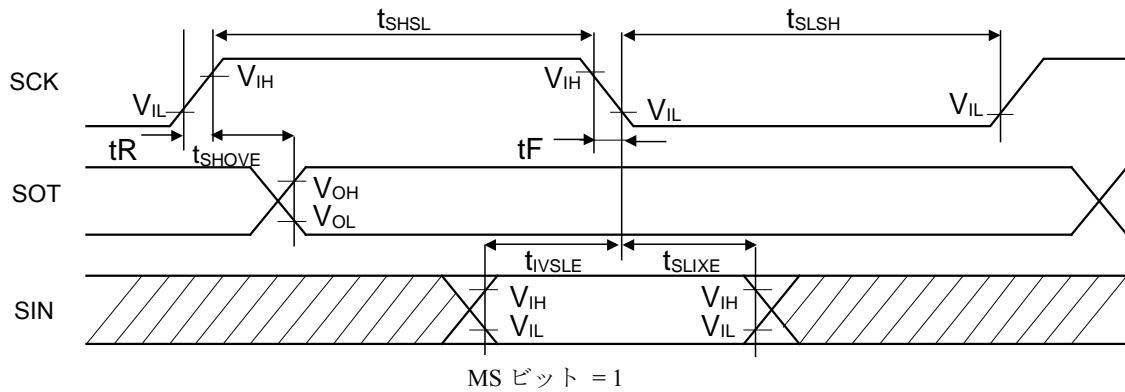 tSHSL tSLSH
SCK VIH VIH
VIL VIL VIL
tR tSHOVE tF
SOT VOH
VOL
tIVSLE tSLIXE
SIN VIH VIH
VIL VIL
MS ビット = 1